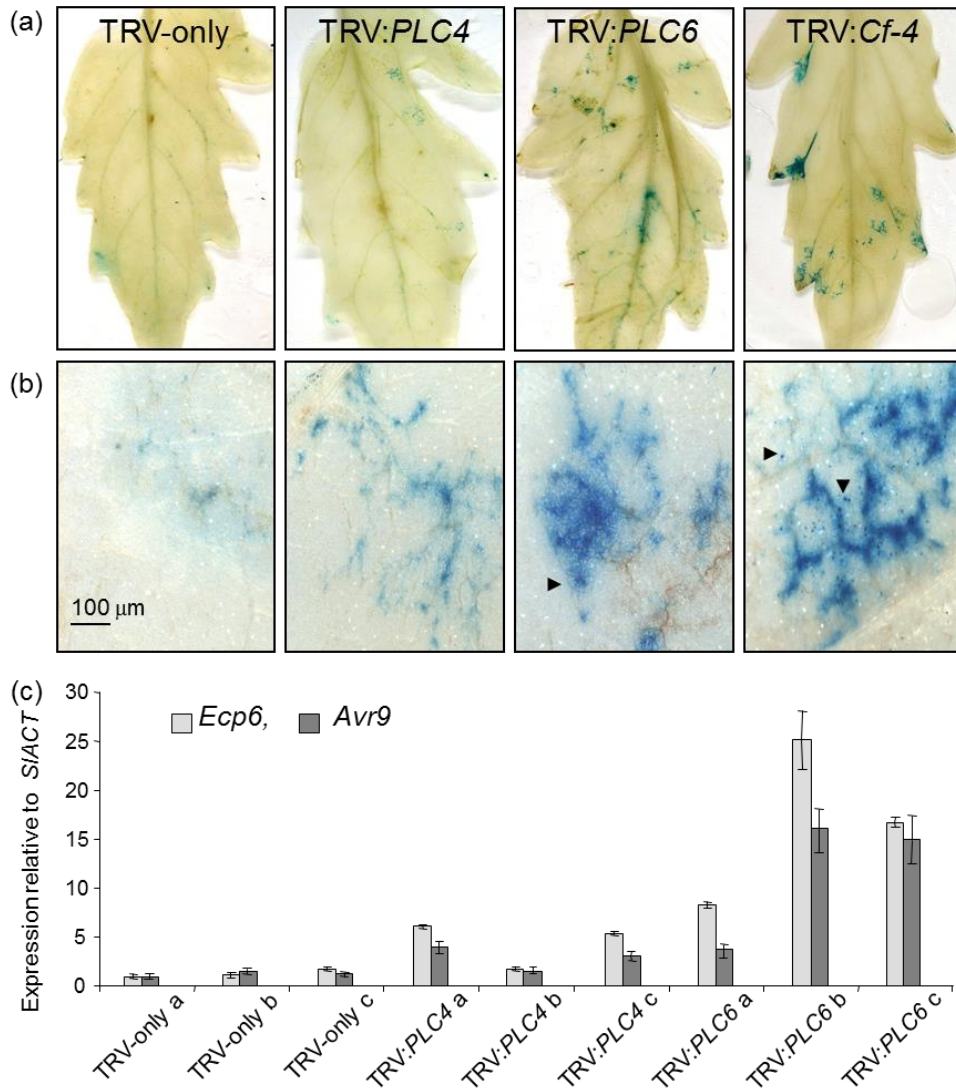 (a)
TRV-only
TRV:PLC4
TRV:PLC6
TRV:Cf-4
(b)
100 μm
(c)
Ecp6,
Avr9
Expression relative to SlACT
30
25
20
15
10
5
0
TRV-only a
TRV-only b
TRV-only c
TRV:PLC4 a
TRV:PLC4 b
TRV:PLC4 c
TRV:PLC6 a
TRV:PLC6 b
TRV:PLC6 c